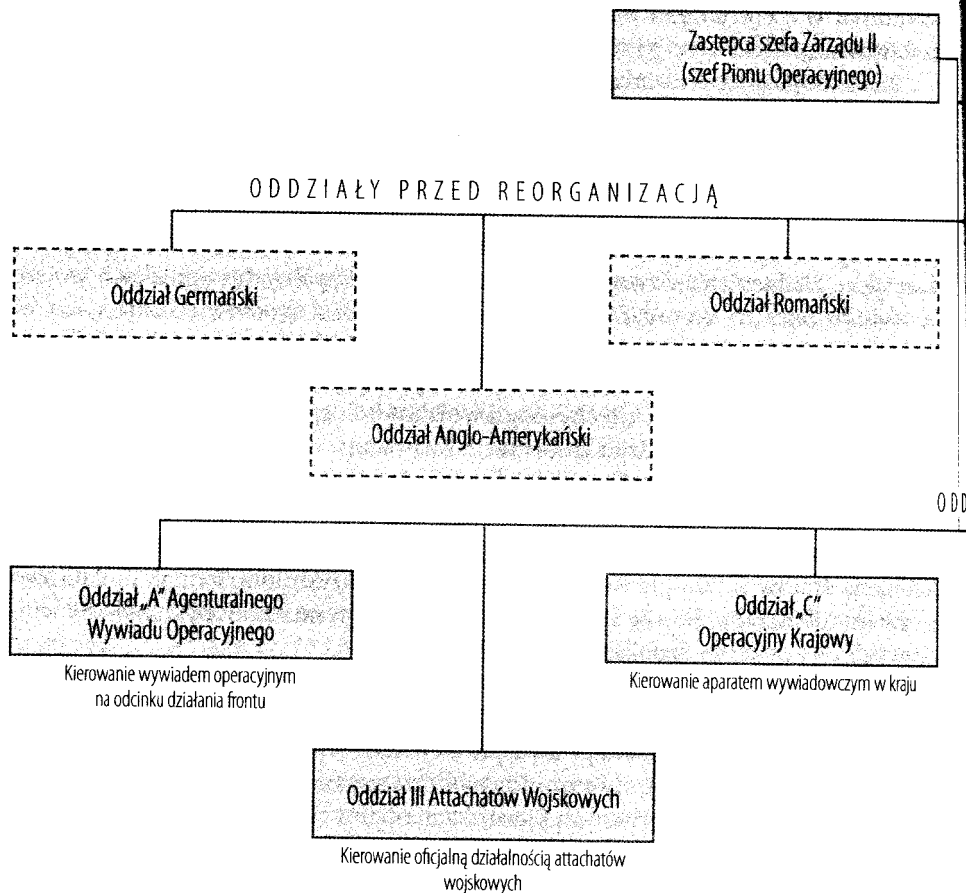 Zastępca szefa Zarządu II
(szef Pionu Operacyjnego)
ODDZIAŁY PRZED REORGANIZACJĄ
Oddział Germański
Oddział Romański
Oddział Anglo-Amerykański
ODD
Oddział „A” Agenturalnego
Wywiadu Operacyjnego
Kierowanie wywiadem operacyjnym
na odcinku działania frontu
Oddział „C”
Operacyjny Krajowy
Kierowanie aparatem wywiadowczym w kraju
Oddział III Attachatów Wojskowych
Kierowanie oficjalną działalnością attachatów
wojskowych